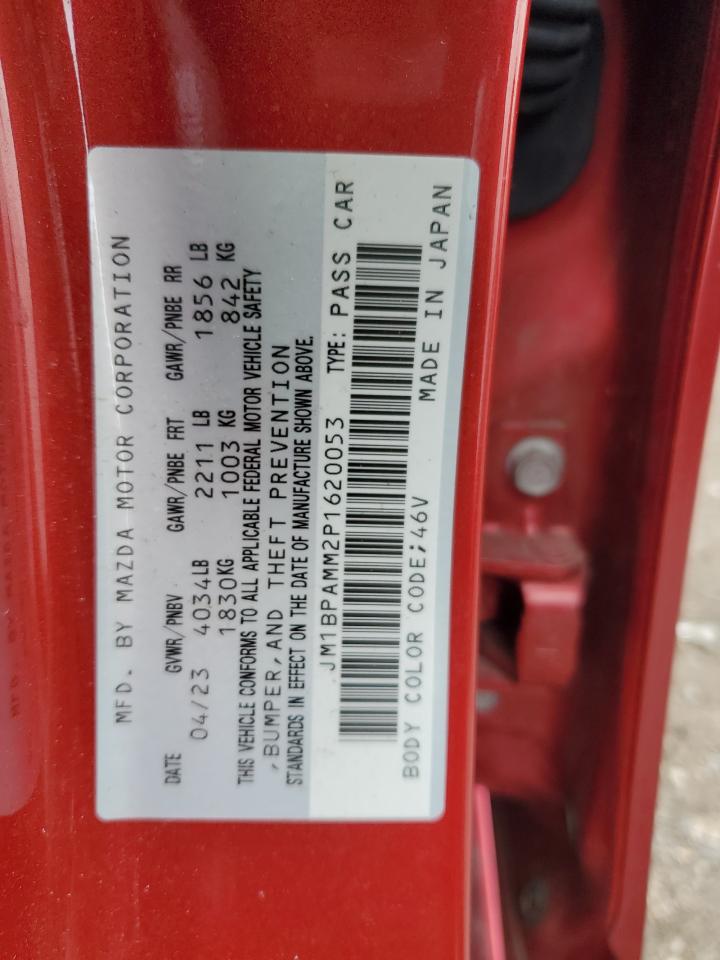 MFD. BY MAZDA MOTOR CORPORATION
DATE GVWR/PNBV GAWR/PNBE FRT GAWR/PNBE RR
04/23 4034LB 2211 LB 1856 LB
1830KG 1003 KG 842 KG
THIS VEHICLE CONFORMS TO ALL APPLICABLE FEDERAL MOTOR VEHICLE SAFETY
,BUMPER,AND THEFT PREVENTION
STANDARDS IN EFFECT ON THE DATE OF MANUFACTURE SHOWN ABOVE.
JM1BPAMM2P1620053 TYPE: PASS CAR
BODY COLOR CODE;46V MADE IN JAPAN